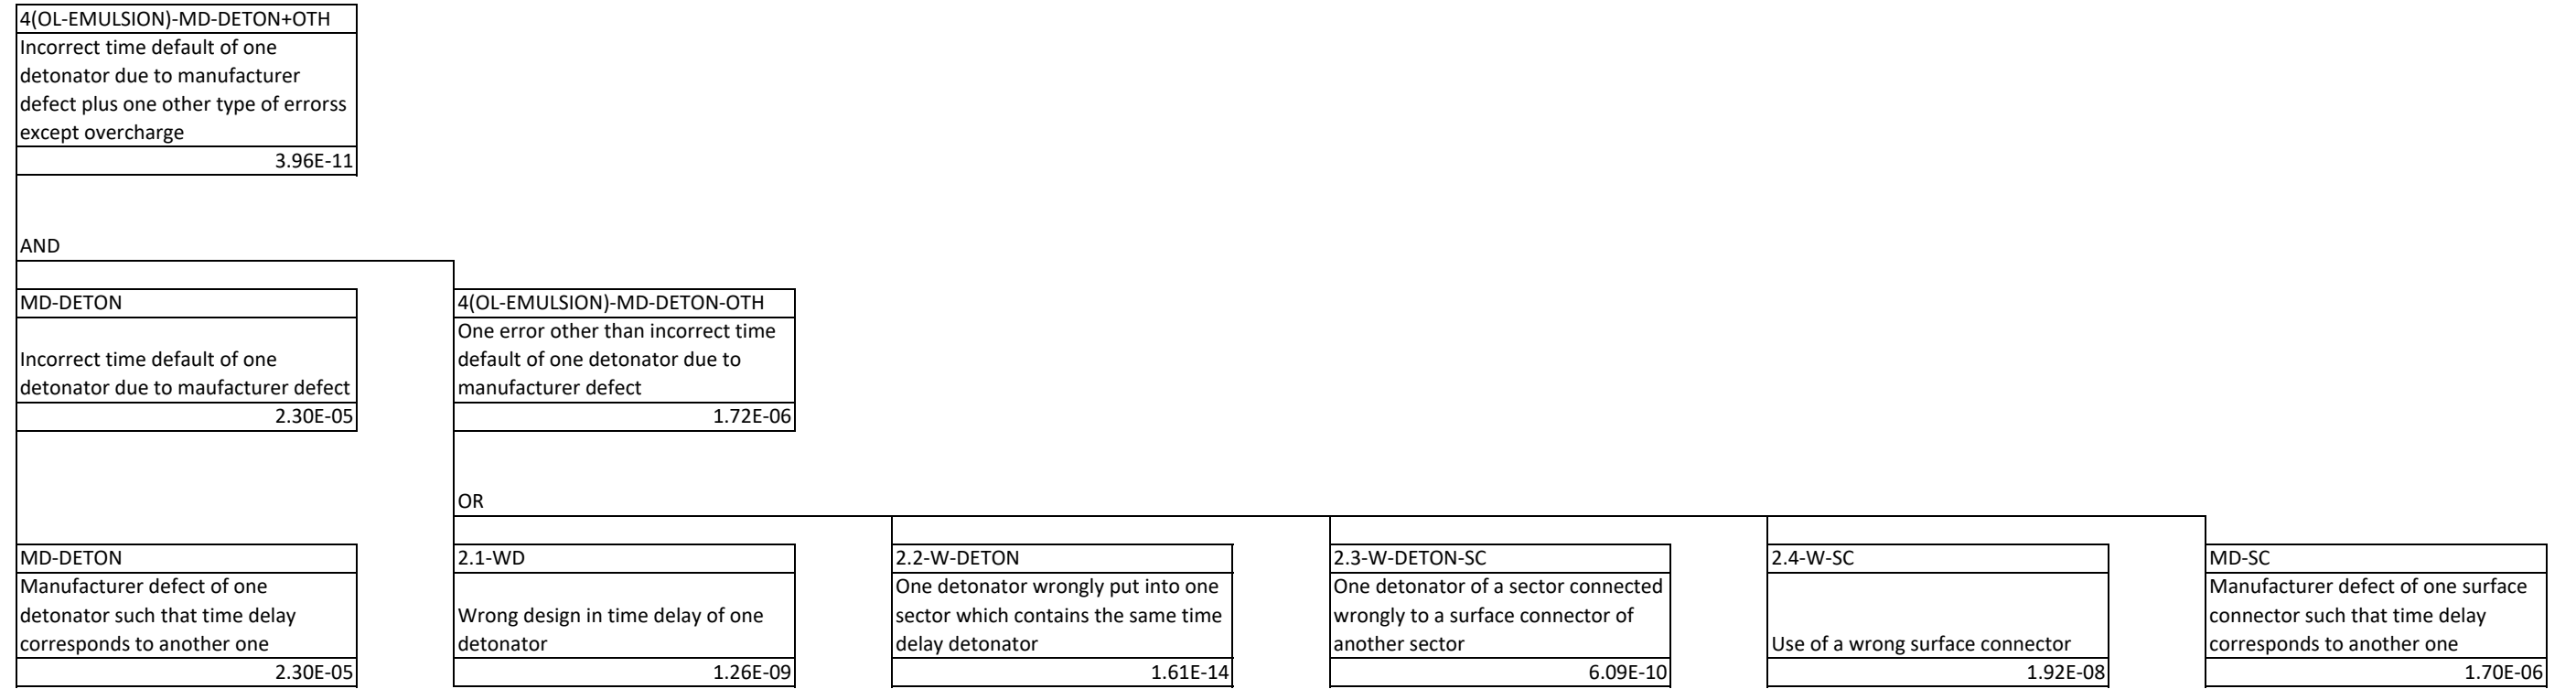 4(OL-EMULSION)-MD-DETON+OTH
Incorrect time default of one
detonator due to manufacturer
defect plus one other type of errorss
except overcharge
3.96E-11
AND
MD-DETON
Incorrect time default of one
detonator due to maufacturer defect
2.30E-05
4(OL-EMULSION)-MD-DETON-OTH
One error other than incorrect time
default of one detonator due to
manufacturer defect
1.72E-06
OR
MD-DETON
Manufacturer defect of one
detonator such that time delay
corresponds to another one
2.30E-05
2.1-WD
Wrong design in time delay of one
detonator
1.26E-09
2.2-W-DETON
One detonator wrongly put into one
sector which contains the same time
delay detonator
1.61E-14
2.3-W-DETON-SC
One detonator of a sector connected
wrongly to a surface connector of
another sector
6.09E-10
2.4-W-SC
Use of a wrong surface connector
1.92E-08
MD-SC
Manufacturer defect of one surface
connector such that time delay
corresponds to another one
1.70E-06